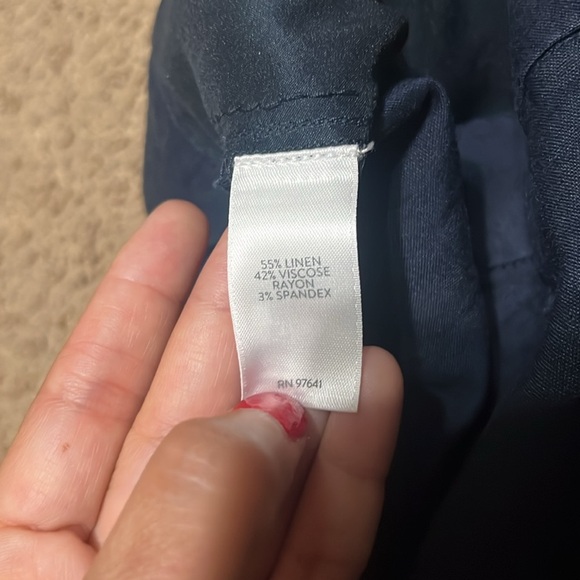 55% LINEN
42% VISCOSE
RAYON
3% SPANDEX
RN 97641